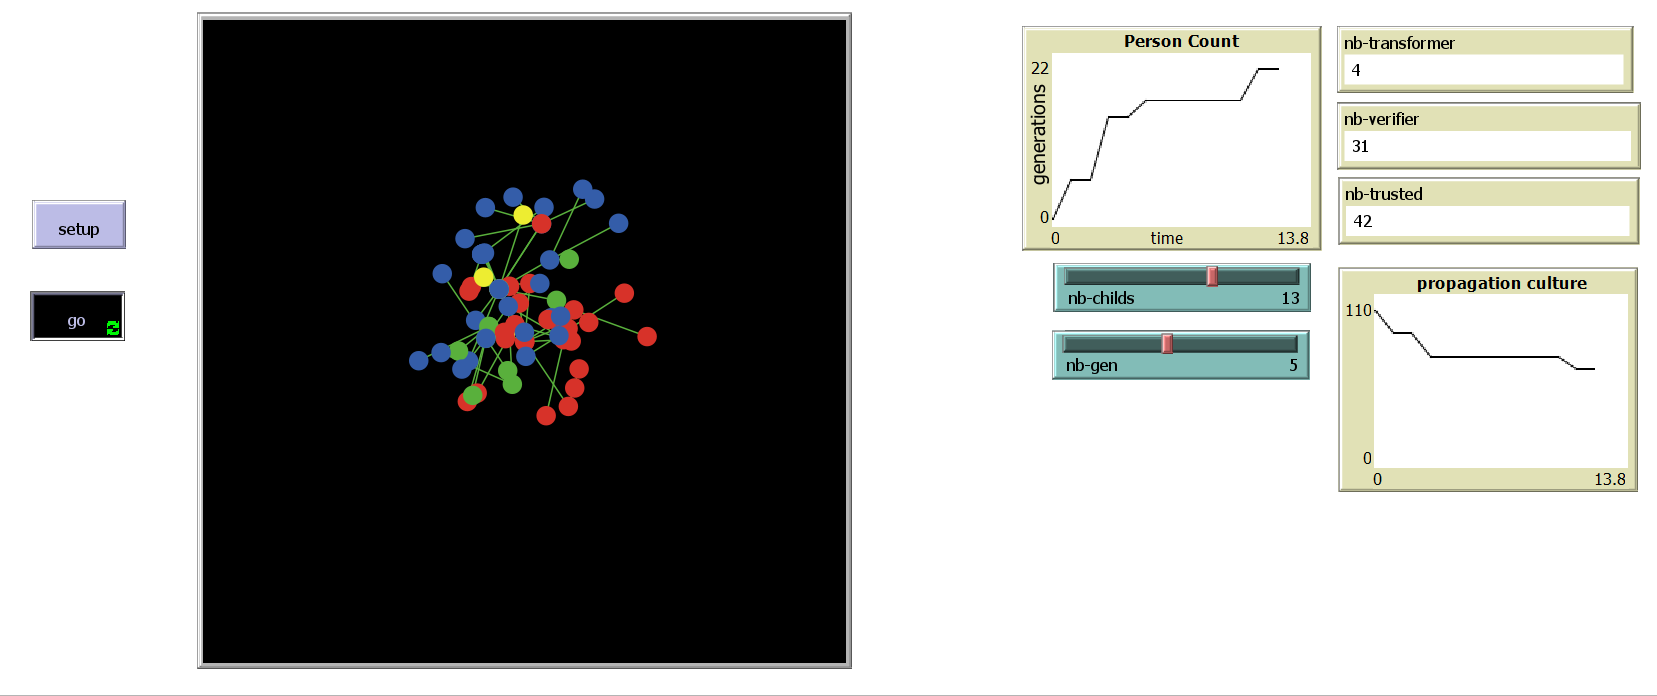 setup
go
Person Count
22
generations
0
0
time
13.8
nb-childs
13
nb-gen
5
nb-transformer
4
nb-verifier
31
nb-trusted
42
propagation culture
110
0
0
13.8